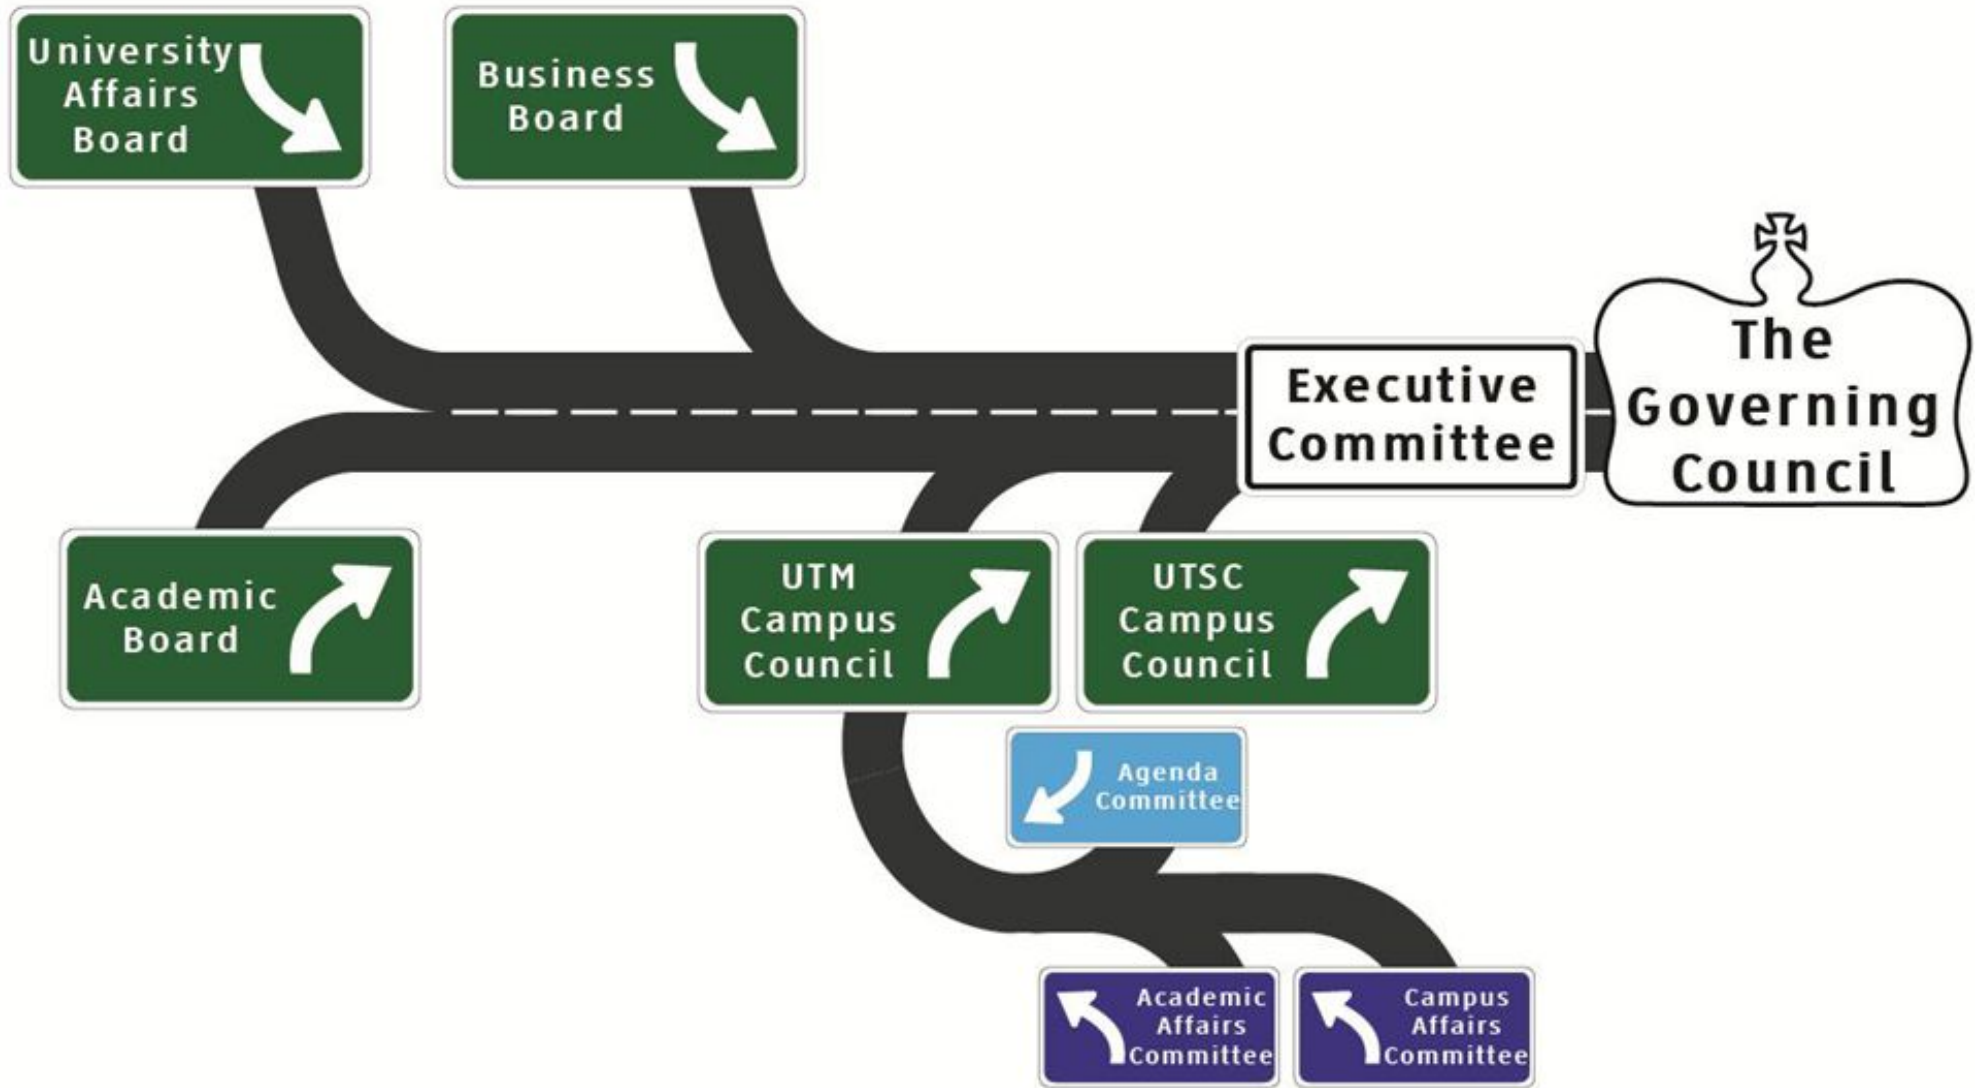 University
Affairs
Board
Business
Board
The
Governing
Council
Executive
Committee
Academic
Board
UTM
Campus
Council
UTSC
Campus
Council
Agenda
Committee
Academic
Affairs
Committee
Campus
Affairs
Committee